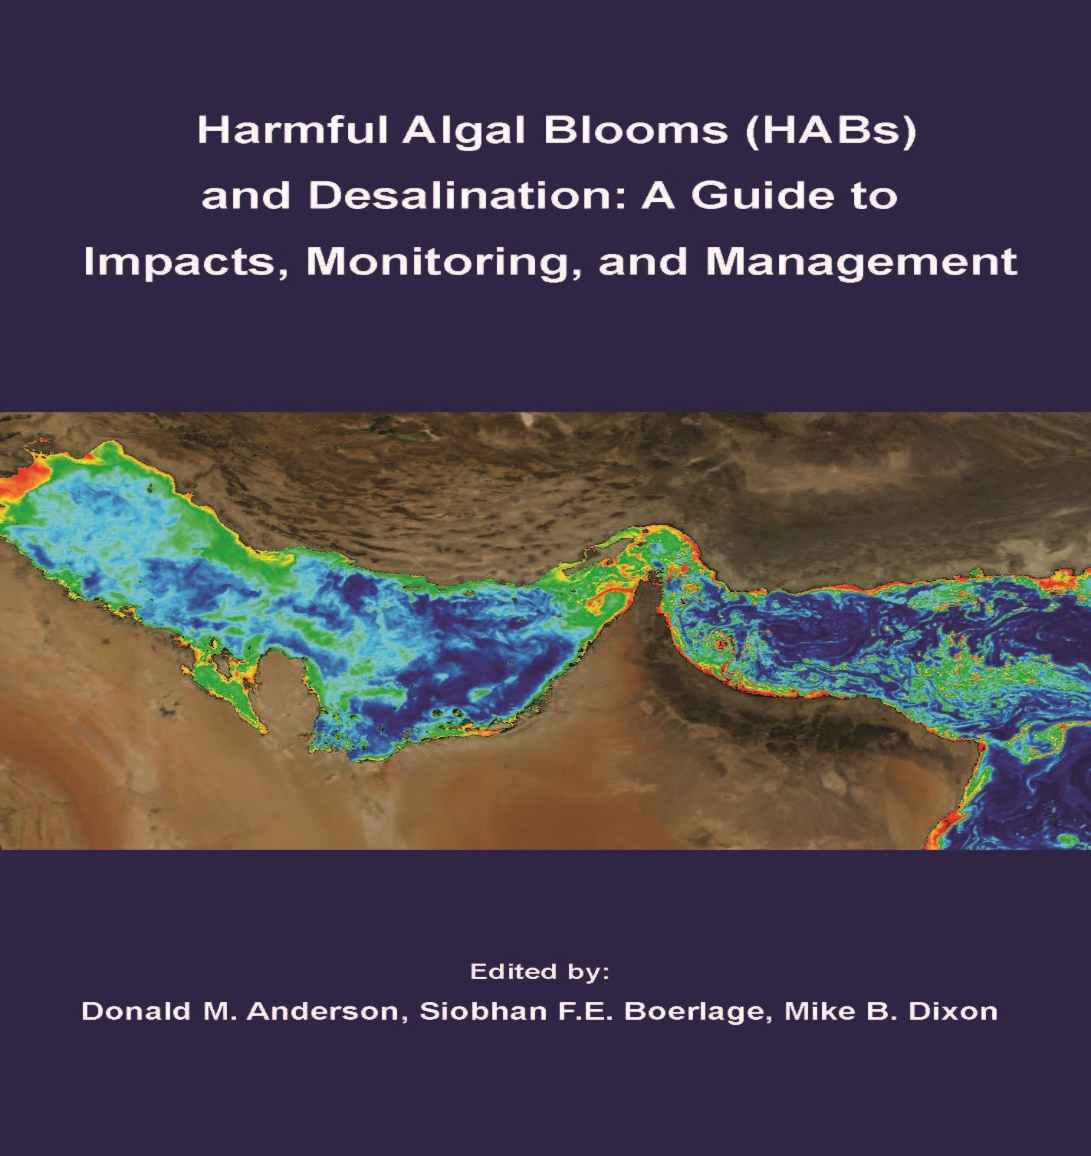 Harmful Algal Blooms (HABs)
and Desalination: A Guide to
Impacts, Monitoring, and Management
Edited by:
Donald M. Anderson, Siobhan F.E. Boerlage, Mike B. Dixon